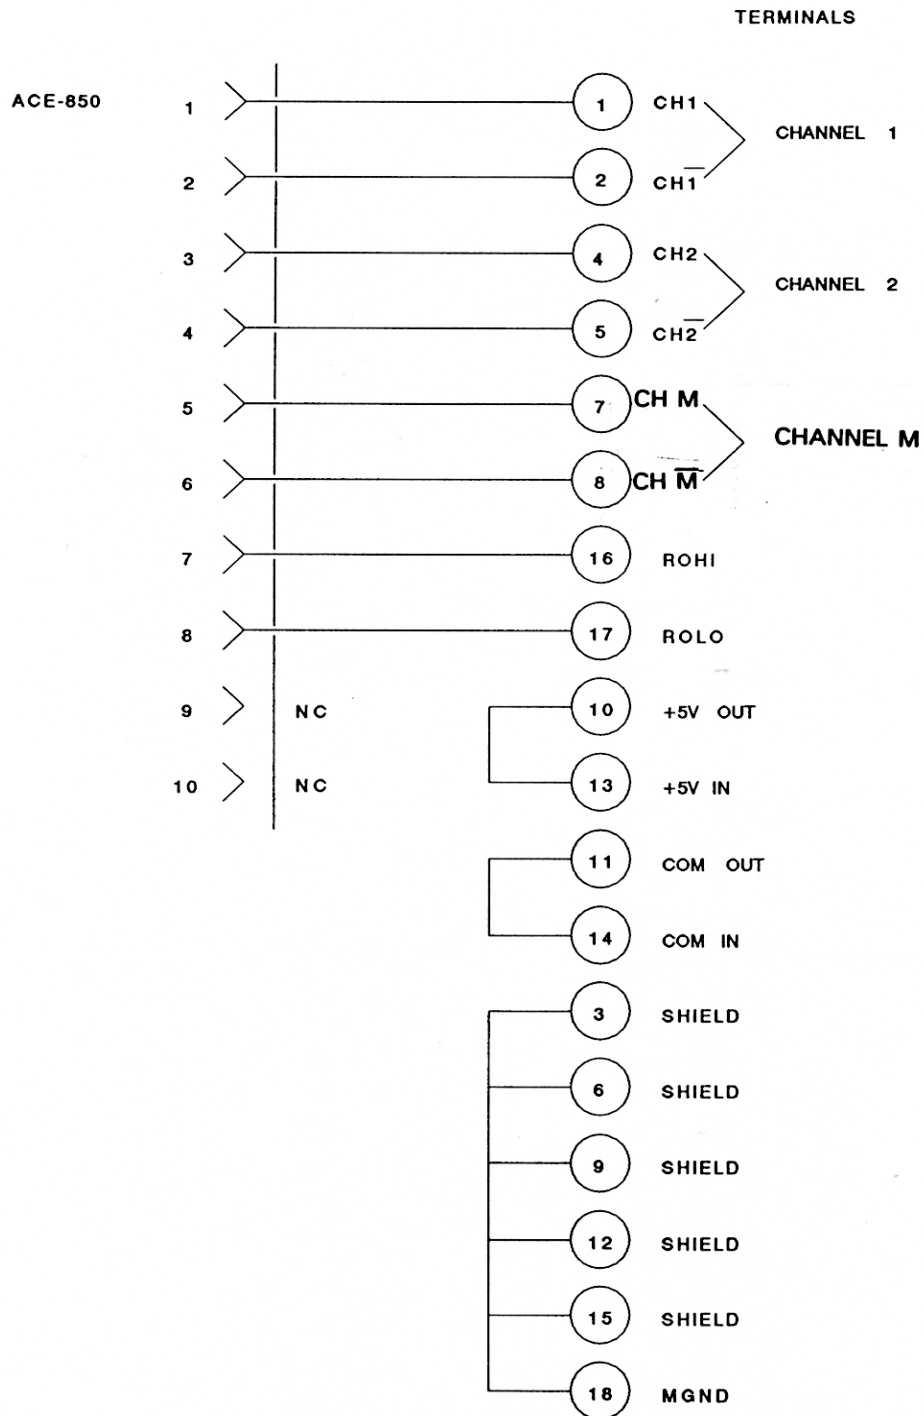 TERMINALS
ACE-850 1 1 CH1
CHANNEL 1
2 2 CH1̅
3 4 CH2
CHANNEL 2
4 5 CH2̅
5 7 CH M
CHANNEL M
6 8 CH M̅
7 16 ROHI
8 17 ROLO
9 NC 10 +5V OUT
10 NC 13 +5V IN
11 COM OUT
14 COM IN
3 SHIELD
6 SHIELD
9 SHIELD
12 SHIELD
15 SHIELD
18 MGND